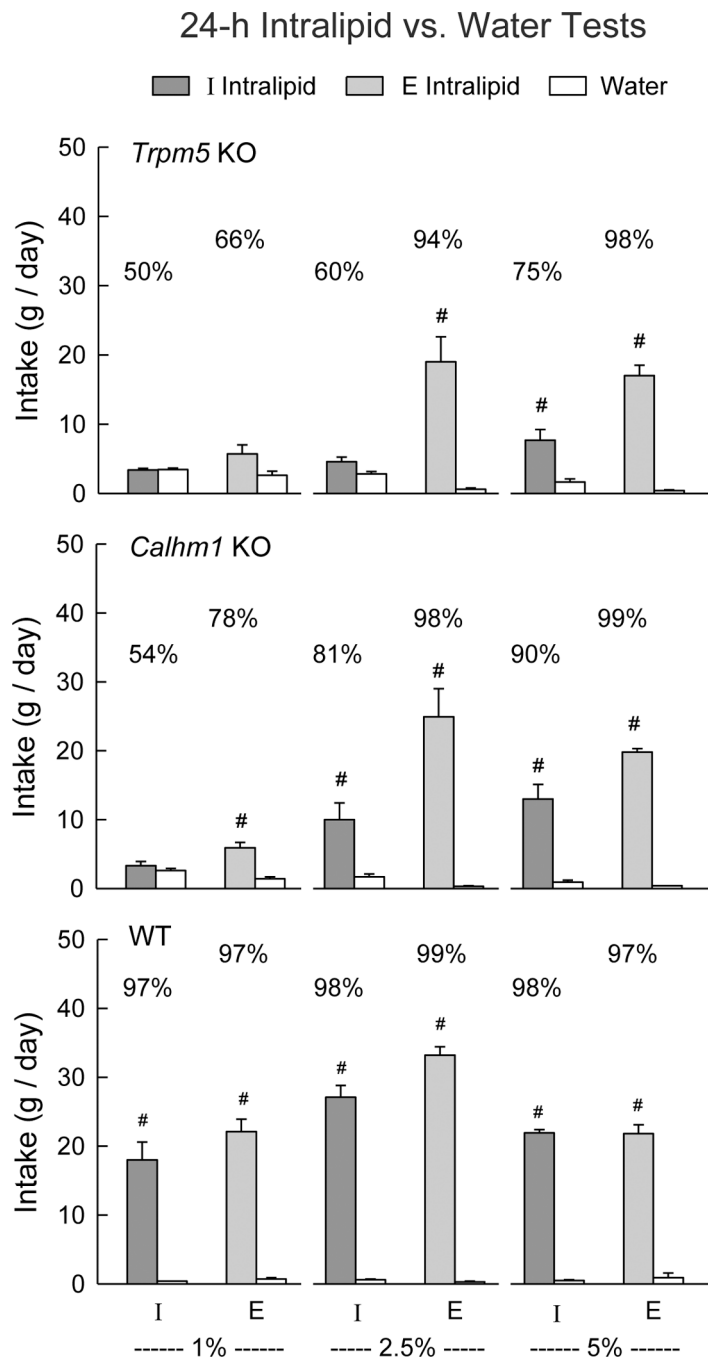 24-h Intralipid vs. Water Tests
I Intralipid E Intralipid Water
Trpm5 KO
50
40
30
20
10
0
Intake (g / day)
66% 94% 98%
50% 60% 75%
# # #
Calhm1 KO
50
40
30
20
10
0
Intake (g / day)
78% 98% 99%
54% 81% 90%
# # # # #
WT
50
40
30
20
10
0
Intake (g / day)
97% 99% 97%
97% 98% 98%
# # # # # #
I E I E I E
------ 1% ------ ----- 2.5% ----- ------ 5% ------